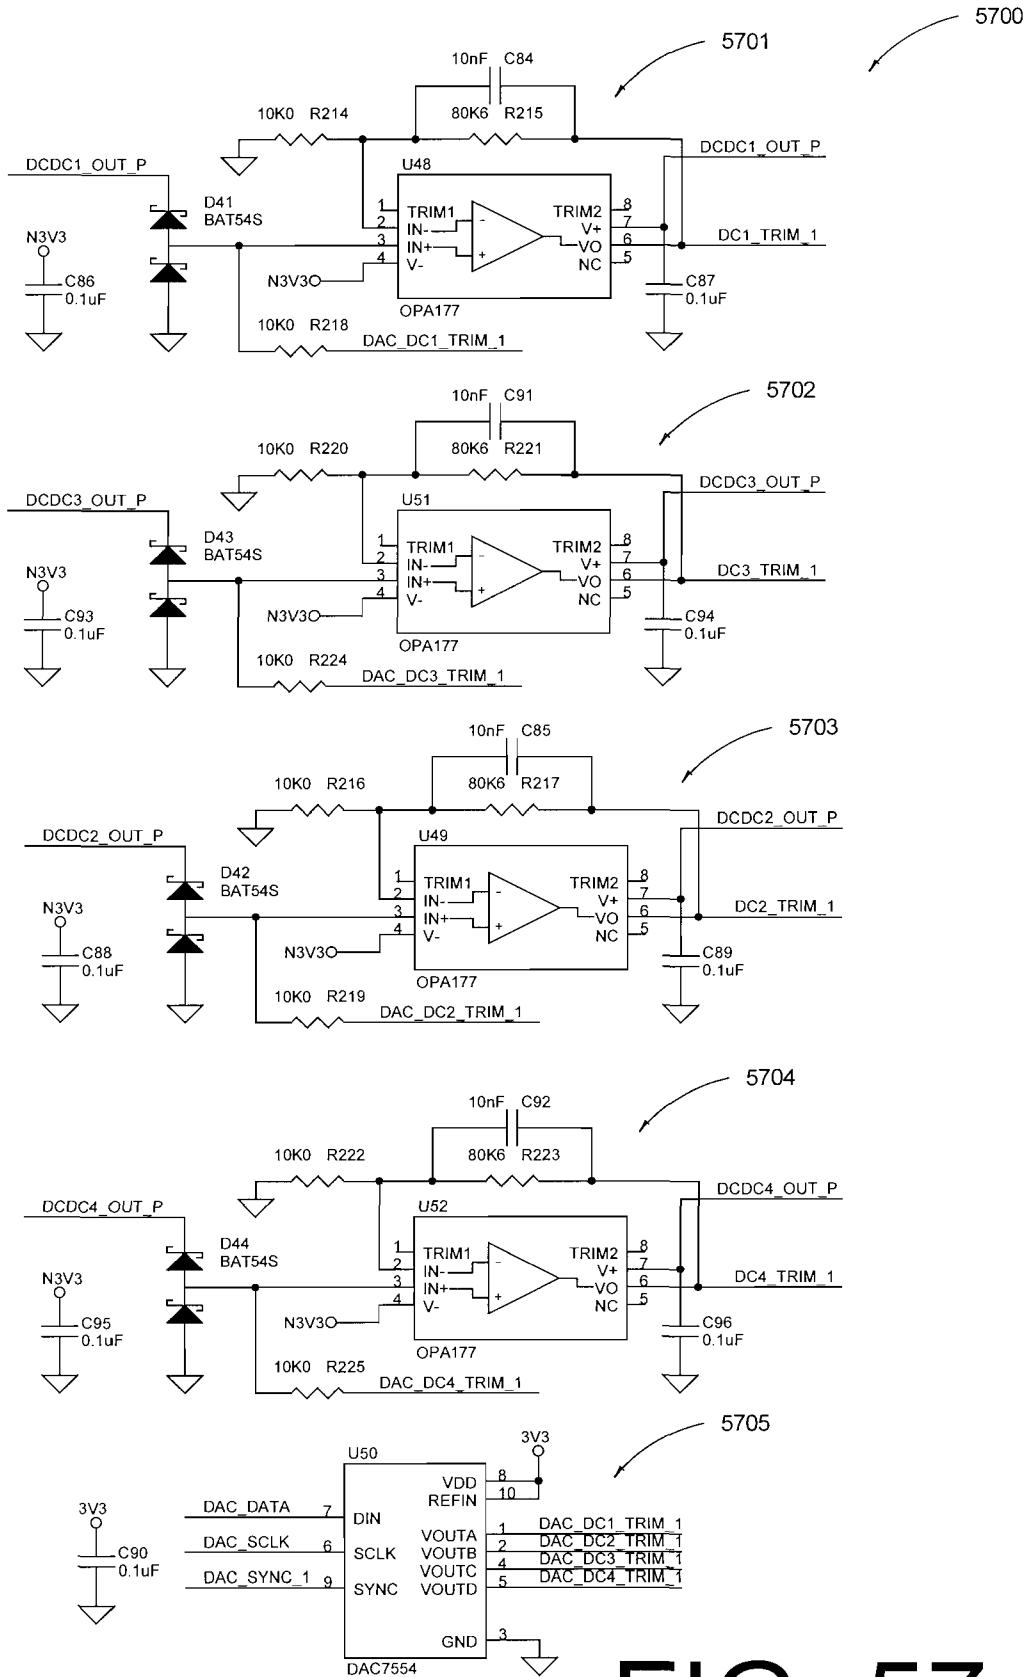 5700
5701
10nF C84
10K0 R214
80K6 R215
DCDC1_OUT_P
DCDC1_OUT_P
U48
D41
BAT54S
1 TRIM1
2 IN-
3 IN+
4 V-
-
+
TRIM2 8
V+ 7
VO 6
NC 5
DC1_TRIM_1
N3V3
C86
0.1uF
N3V3
OPA177
C87
0.1uF
10K0 R218
DAC_DC1_TRIM_1
5702
10nF C91
10K0 R220
80K6 R221
DCDC3_OUT_P
DCDC3_OUT_P
U51
D43
BAT54S
1 TRIM1
2 IN-
3 IN+
4 V-
-
+
TRIM2 8
V+ 7
VO 6
NC 5
DC3_TRIM_1
N3V3
C93
0.1uF
N3V3
OPA177
C94
0.1uF
10K0 R224
DAC_DC3_TRIM_1
5703
10nF C85
10K0 R216
80K6 R217
DCDC2_OUT_P
DCDC2_OUT_P
U49
D42
BAT54S
1 TRIM1
2 IN-
3 IN+
4 V-
-
+
TRIM2 8
V+ 7
VO 6
NC 5
DC2_TRIM_1
N3V3
C88
0.1uF
N3V3
OPA177
C89
0.1uF
10K0 R219
DAC_DC2_TRIM_1
5704
10nF C92
10K0 R222
80K6 R223
DCDC4_OUT_P
DCDC4_OUT_P
U52
D44
BAT54S
1 TRIM1
2 IN-
3 IN+
4 V-
-
+
TRIM2 8
V+ 7
VO 6
NC 5
DC4_TRIM_1
N3V3
C95
0.1uF
N3V3
OPA177
C96
0.1uF
10K0 R225
DAC_DC4_TRIM_1
5705
3V3
U50
VDD 8
REFIN 10
3V3
C90
0.1uF
DAC_DATA 7 DIN
DAC_SCLK 6 SCLK
DAC_SYNC_1 9 SYNC
VOUTA 1 DAC_DC1_TRIM_1
VOUTB 2 DAC_DC2_TRIM_1
VOUTC 4 DAC_DC3_TRIM_1
VOUTD 5 DAC_DC4_TRIM_1
GND 3
DAC7554
FIG. 57